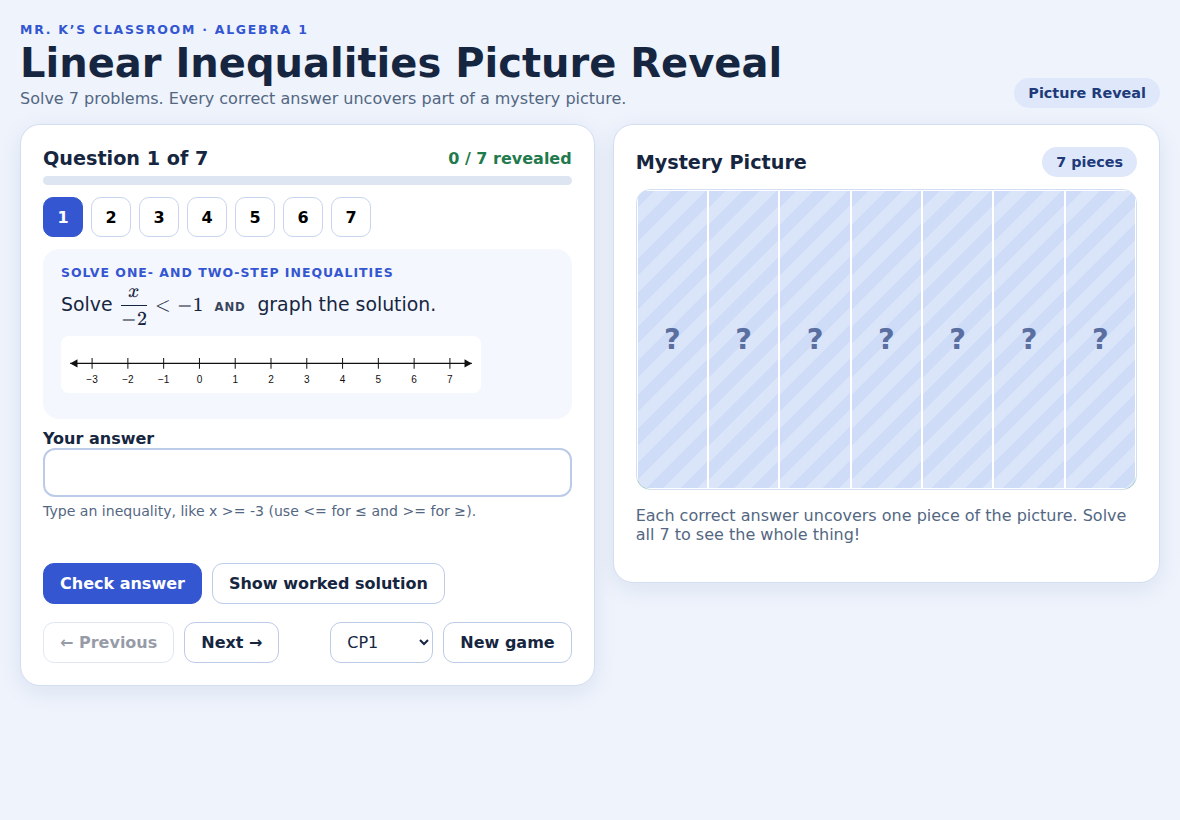 MR. K’S CLASSROOM · ALGEBRA 1
Linear Inequalities Picture Reveal
Solve 7 problems. Every correct answer uncovers part of a mystery picture.
Picture Reveal
Question 1 of 7
0 / 7 revealed
1 2 3 4 5 6 7
SOLVE ONE- AND TWO-STEP INEQUALITIES
Solve x/−2 < −1 AND graph the solution.
−3 −2 −1 0 1 2 3 4 5 6 7
Your answer
Type an inequality, like x >= -3 (use <= for ≤ and >= for ≥).
Check answer
Show worked solution
← Previous
Next →
CP1
New game
Mystery Picture
7 pieces
? ? ? ? ? ? ?
Each correct answer uncovers one piece of the picture. Solve
all 7 to see the whole thing!